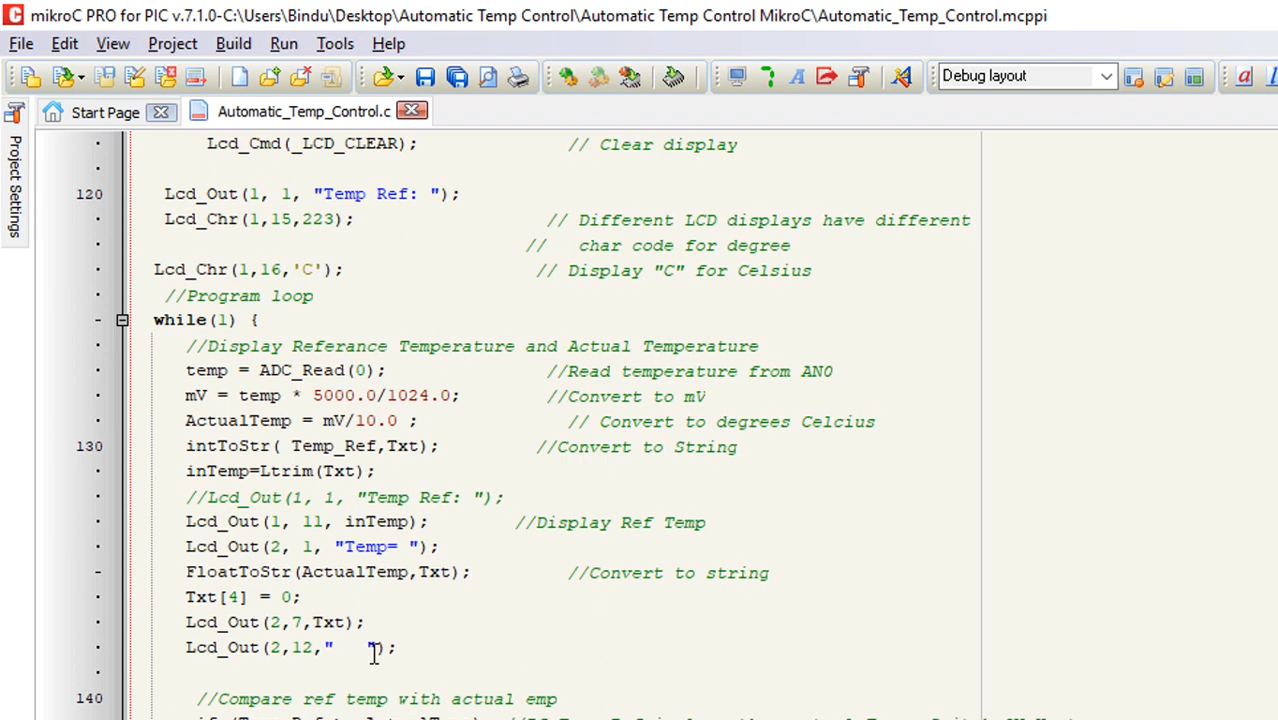 mikroC PRO for PIC v.7.1.0-C:\Users\Bindu\Desktop\Automatic Temp Control\Automatic Temp Control MikroC\Automatic_Temp_Control.mcppi
File Edit View Project Build Run Tools Help
Debug layout
Start Page Automatic_Temp_Control.c
Project Settings
Lcd_Cmd(_LCD_CLEAR); // Clear display
120 Lcd_Out(1, 1, "Temp Ref: ");
Lcd_Chr(1,15,223); // Different LCD displays have different
// char code for degree
Lcd_Chr(1,16,'C'); // Display "C" for Celsius
//Program loop
while(1) {
//Display Referance Temperature and Actual Temperature
temp = ADC_Read(0); //Read temperature from AN0
mV = temp * 5000.0/1024.0; //Convert to mV
ActualTemp = mV/10.0 ; // Convert to degrees Celcius
130 intToStr( Temp_Ref,Txt); //Convert to String
inTemp=Ltrim(Txt);
//Lcd_Out(1, 1, "Temp Ref: ");
Lcd_Out(1, 11, inTemp); //Display Ref Temp
Lcd_Out(2, 1, "Temp= ");
FloatToStr(ActualTemp,Txt); //Convert to string
Txt[4] = 0;
Lcd_Out(2,7,Txt);
Lcd_Out(2,12,"   ");
140 //Compare ref temp with actual emp